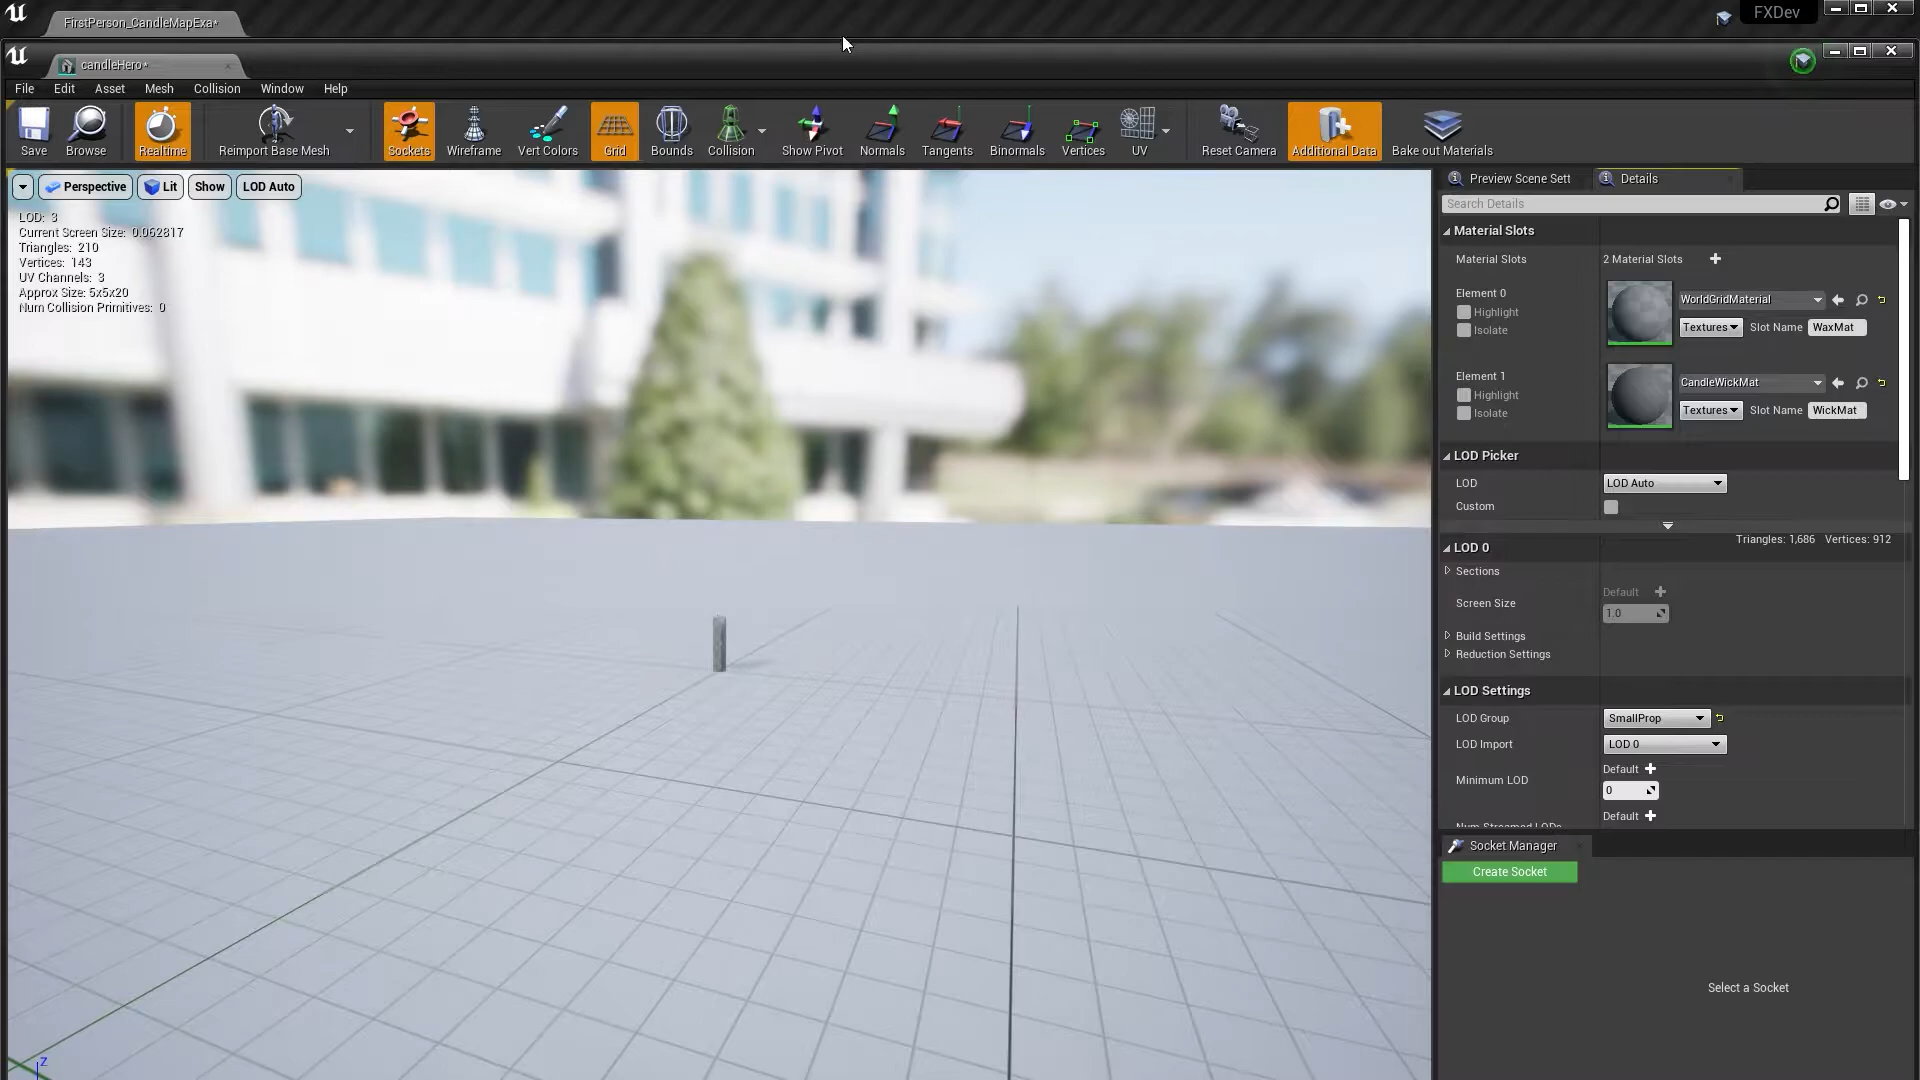 FirstPerson_CandleMapExa*
FXDev
candleHero*
File Edit Asset Mesh Collision Window Help
Save Browse Realtime Reimport Base Mesh Sockets Wireframe Vert Colors Grid Bounds Collision Show Pivot Normals Tangents Binormals Vertices UV Reset Camera Additional Data Bake out Materials
Perspective Lit Show LOD Auto
LOD: 3
Current Screen Size: 0.062817
Triangles: 210
Vertices: 143
UV Channels: 3
Approx Size: 5x5x20
Num Collision Primitives: 0
Z
Preview Scene Sett Details
Search Details
Material Slots
Material Slots 2 Material Slots
Element 0
Highlight
Isolate
WorldGridMaterial
Textures Slot Name WaxMat
Element 1
Highlight
Isolate
CandleWickMat
Textures Slot Name WickMat
LOD Picker
LOD LOD Auto
Custom
LOD 0 Triangles: 1,686 Vertices: 912
Sections
Screen Size Default
1.0
Build Settings
Reduction Settings
LOD Settings
LOD Group SmallProp
LOD Import LOD 0
Minimum LOD Default
0
Num Streamed LODs Default
Socket Manager
Create Socket
Select a Socket